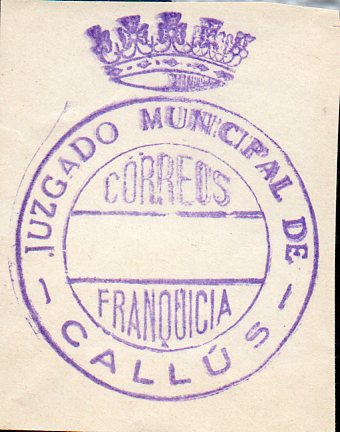 JUZGADO MUNICIPAL DE
CORREOS
FRANQUICIA
– CALLÚS –